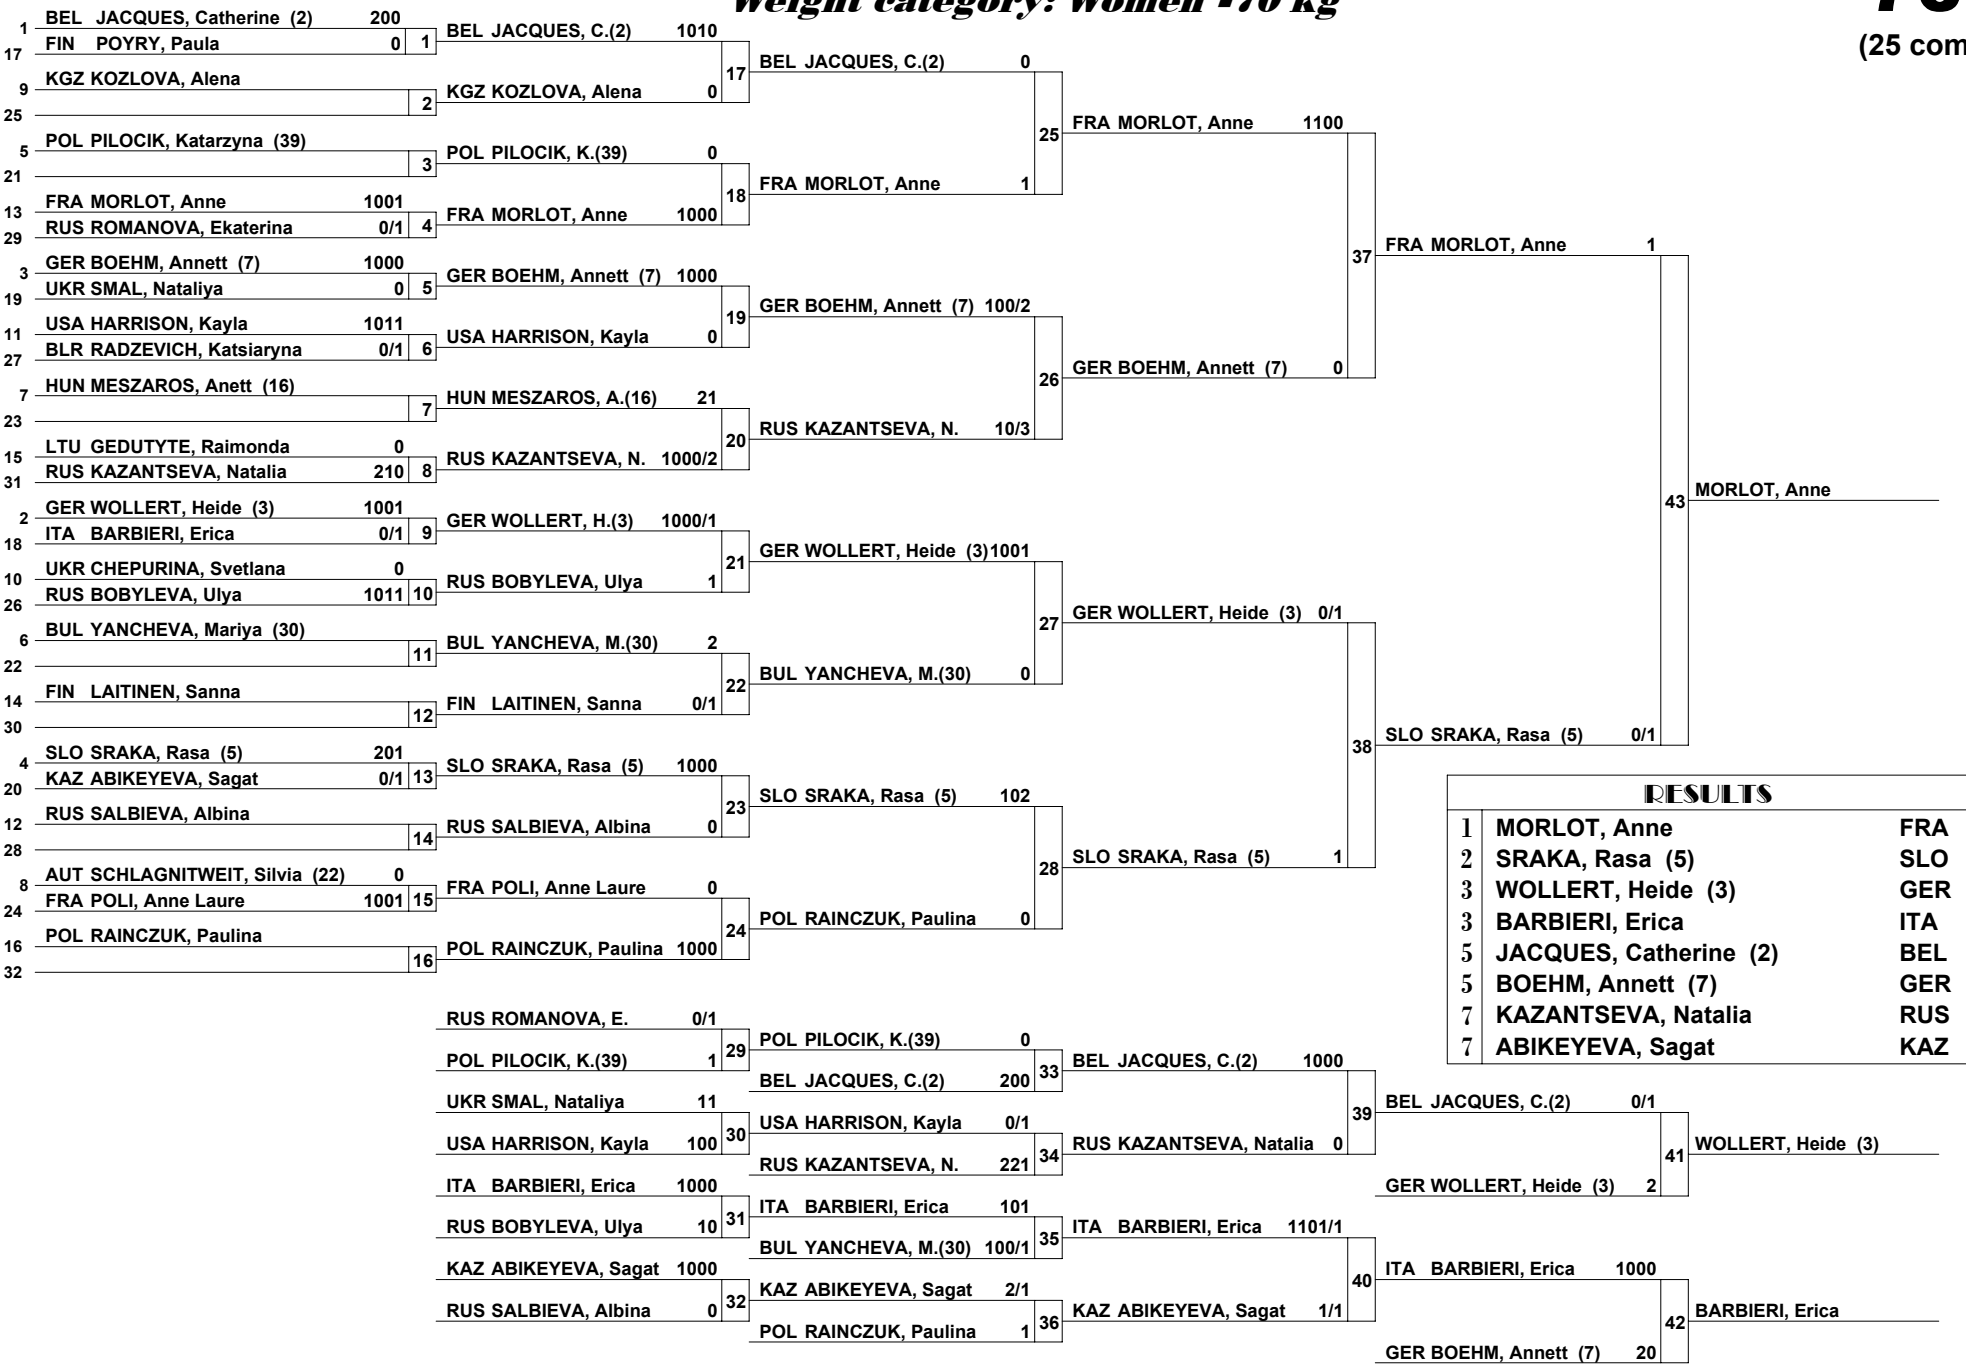 Weight category: Women -70 kg
(25 com
1 BEL JACQUES, Catherine (2) 200
17 FIN POYRY, Paula 0
1
9 KGZ KOZLOVA, Alena
25
2
5 POL PILOCIK, Katarzyna (39)
21
3
13 FRA MORLOT, Anne 1001
29 RUS ROMANOVA, Ekaterina 0/1
4
3 GER BOEHM, Annett (7) 1000
19 UKR SMAL, Nataliya 0
5
11 USA HARRISON, Kayla 1011
27 BLR RADZEVICH, Katsiaryna 0/1
6
7 HUN MESZAROS, Anett (16)
23
7
15 LTU GEDUTYTE, Raimonda 0
31 RUS KAZANTSEVA, Natalia 210
8
2 GER WOLLERT, Heide (3) 1001
18 ITA BARBIERI, Erica 0/1
9
10 UKR CHEPURINA, Svetlana 0
26 RUS BOBYLEVA, Ulya 1011
10
6 BUL YANCHEVA, Mariya (30)
22
11
14 FIN LAITINEN, Sanna
30
12
4 SLO SRAKA, Rasa (5) 201
20 KAZ ABIKEYEVA, Sagat 0/1
13
12 RUS SALBIEVA, Albina
28
14
8 AUT SCHLAGNITWEIT, Silvia (22) 0
24 FRA POLI, Anne Laure 1001
15
16 POL RAINCZUK, Paulina
32
16
BEL JACQUES, C.(2) 1010
17
KGZ KOZLOVA, Alena 0
POL PILOCIK, K.(39) 0
18
FRA MORLOT, Anne 1000
GER BOEHM, Annett (7) 1000
19
USA HARRISON, Kayla 0
HUN MESZAROS, A.(16) 21
20
RUS KAZANTSEVA, N. 1000/2
GER WOLLERT, H.(3) 1000/1
21
RUS BOBYLEVA, Ulya 1
BUL YANCHEVA, M.(30) 2
22
FIN LAITINEN, Sanna 0/1
SLO SRAKA, Rasa (5) 1000
23
RUS SALBIEVA, Albina 0
FRA POLI, Anne Laure 0
24
POL RAINCZUK, Paulina 1000
BEL JACQUES, C.(2) 0
25
FRA MORLOT, Anne 1
GER BOEHM, Annett (7) 100/2
26
RUS KAZANTSEVA, N. 10/3
GER WOLLERT, Heide (3) 1001
27
BUL YANCHEVA, M.(30) 0
SLO SRAKA, Rasa (5) 102
28
POL RAINCZUK, Paulina 0
FRA MORLOT, Anne 1100
37
GER BOEHM, Annett (7) 0
GER WOLLERT, Heide (3) 0/1
38
SLO SRAKA, Rasa (5) 1
FRA MORLOT, Anne 1
43
SLO SRAKA, Rasa (5) 0/1
MORLOT, Anne
RESULTS
1 MORLOT, Anne FRA
2 SRAKA, Rasa (5) SLO
3 WOLLERT, Heide (3) GER
3 BARBIERI, Erica ITA
5 JACQUES, Catherine (2) BEL
5 BOEHM, Annett (7) GER
7 KAZANTSEVA, Natalia RUS
7 ABIKEYEVA, Sagat KAZ
RUS ROMANOVA, E. 0/1
29
POL PILOCIK, K.(39) 1
UKR SMAL, Nataliya 11
30
USA HARRISON, Kayla 100
ITA BARBIERI, Erica 1000
31
RUS BOBYLEVA, Ulya 10
KAZ ABIKEYEVA, Sagat 1000
32
RUS SALBIEVA, Albina 0
POL PILOCIK, K.(39) 0
33
BEL JACQUES, C.(2) 200
USA HARRISON, Kayla 0/1
34
RUS KAZANTSEVA, N. 221
ITA BARBIERI, Erica 101
35
BUL YANCHEVA, M.(30) 100/1
KAZ ABIKEYEVA, Sagat 2/1
36
POL RAINCZUK, Paulina 1
BEL JACQUES, C.(2) 1000
39
RUS KAZANTSEVA, Natalia 0
ITA BARBIERI, Erica 1101/1
40
KAZ ABIKEYEVA, Sagat 1/1
BEL JACQUES, C.(2) 0/1
41
GER WOLLERT, Heide (3) 2
WOLLERT, Heide (3)
ITA BARBIERI, Erica 1000
42
GER BOEHM, Annett (7) 20
BARBIERI, Erica